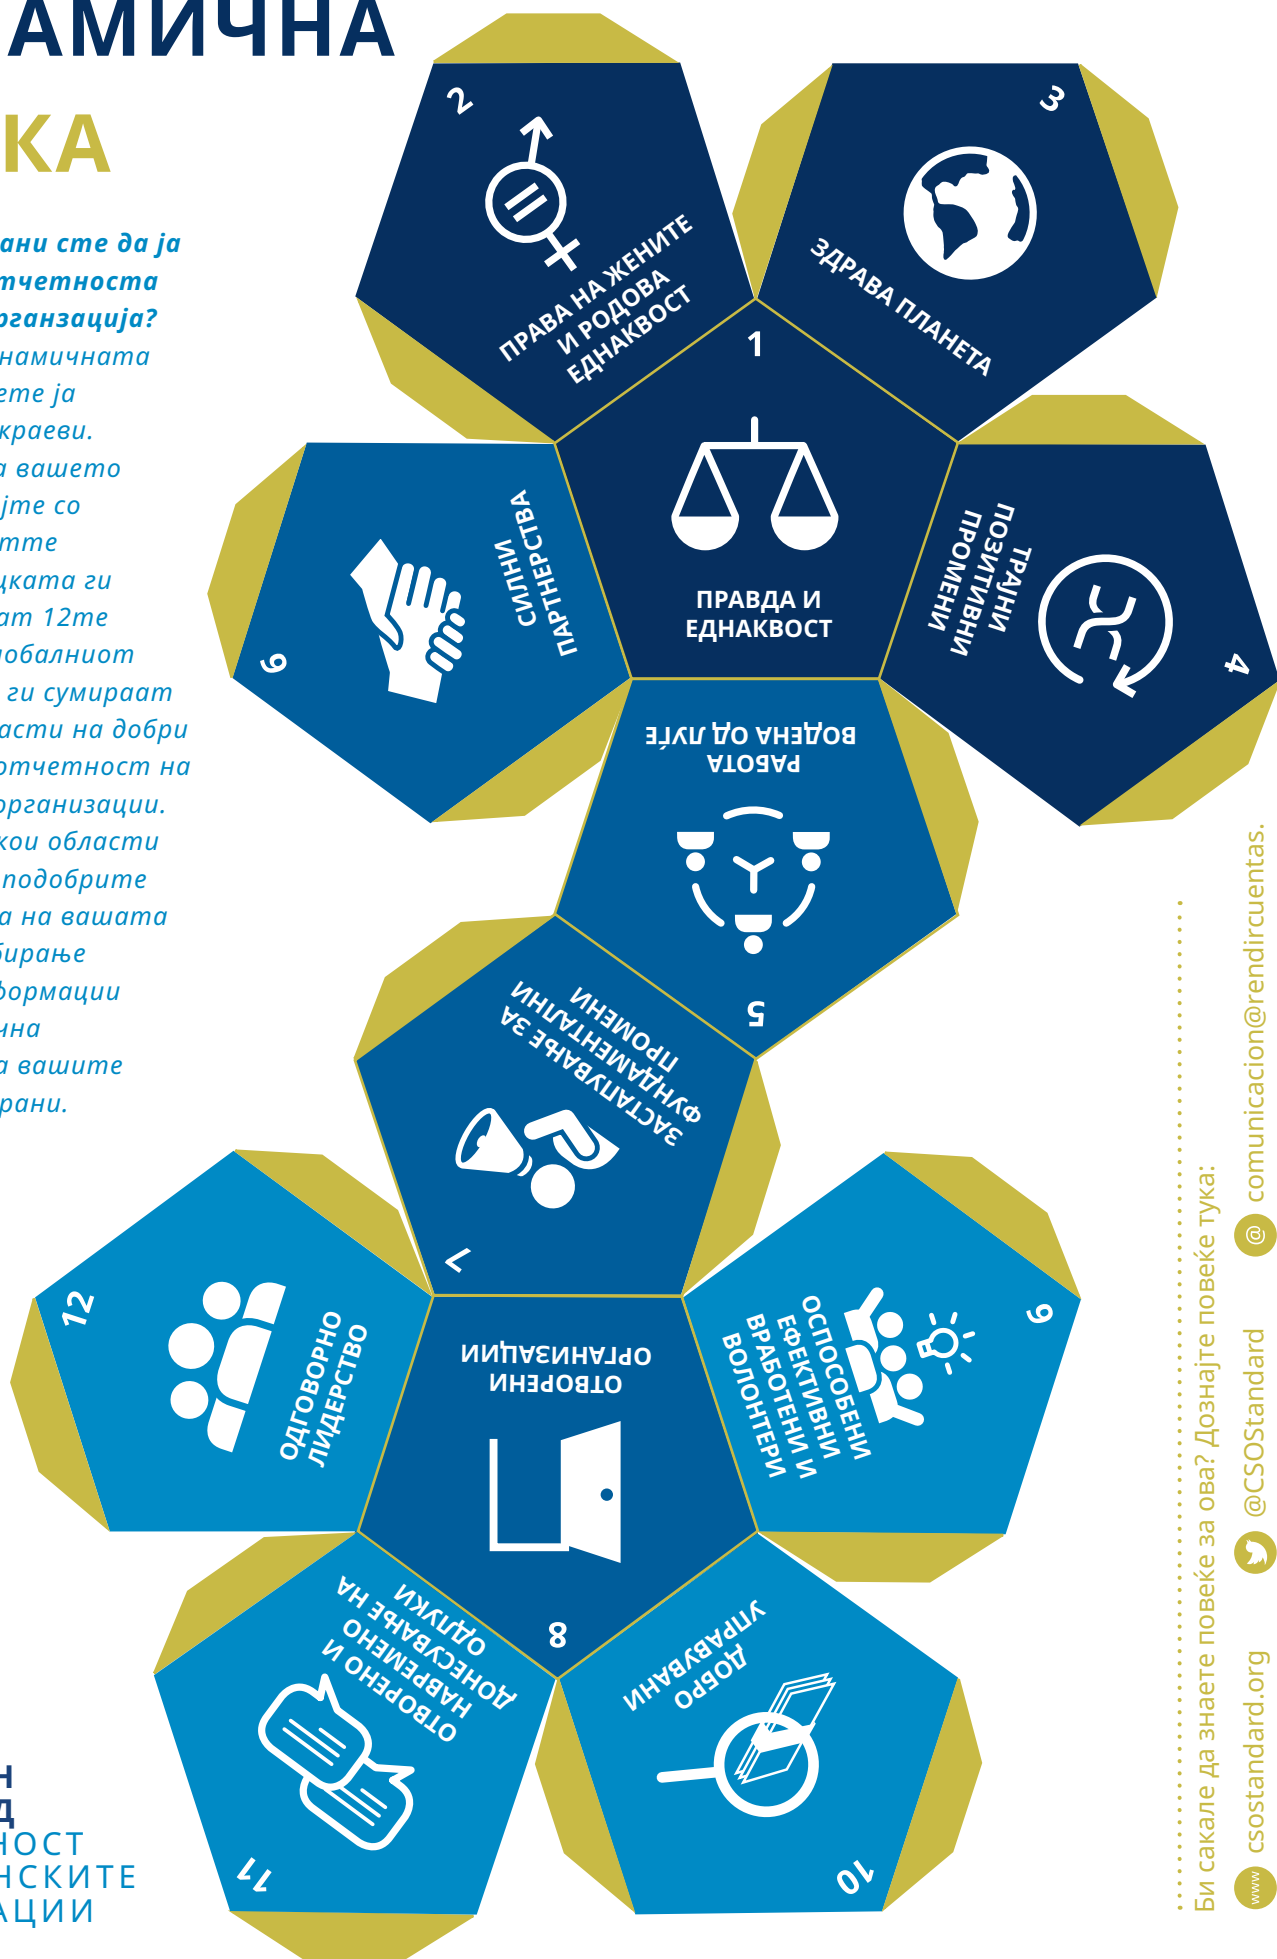 АМИЧНА
КА
ани сте да ја
тчетноста
рганзација?
намичната
ете ја
краеви.
а вашето
јте со
тте
цката ги
ат 12те
лобалниот
ги сумираат
асти на добри
отчетност на
организации.
кои области
подобрите
а на вашата
бирање
формации
чна
а вашите
рани.
2
ПРАВА НА ЖЕНИТЕ
И РОДОВА
ЕДНАКВОСТ
3
ЗДРАВА ПЛАНЕТА
1
ПРАВДА И
ЕДНАКВОСТ
4
ТРАЈНИ
ПОЗИТИВНИ
ПРОМЕНИ
6
СИЛНИ
ПАРТНЕРСТВА
5
РАБОТА
ВОДЕНА ОД ЛУЃЕ
7
ЗАСТАПУВАЊЕ ЗА
ФУНДАМЕНТАЛНИ
ПРОМЕНИ
12
ОДГОВОРНО
ЛИДЕРСТВО
8
ОТВОРЕНИ
ОРГАНИЗАЦИИ
9
ОСПОСОБЕНИ
ЕФЕКТИВНИ
ВРАБОТЕНИ И
ВОЛОНТЕРИ
11
ОТВОРЕНО И
НАВРЕМЕНО
ДОНЕСУВАЊЕ НА
ОДЛУКИ
10
ДОБРО
УПРАВУВАНИ
Н
Д
НОСТ
НСКИТЕ
АЦИИ
Би сакале да знаете повеќе за ова? Дознајте повеќе тука:
www csostandard.org
@CSOStandard
@ comunicacion@rendircuentas.